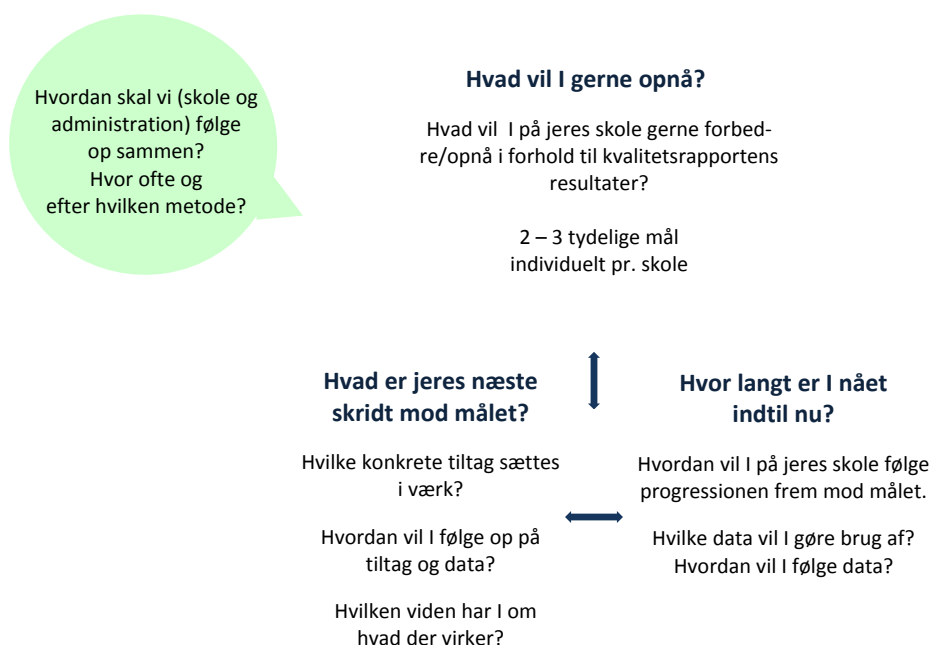 Hvordan skal vi (skole og
administration) følge
op sammen?
Hvor ofte og
efter hvilken metode?
Hvad vil I gerne opnå?
Hvad vil  I på jeres skole gerne forbed-
re/opnå i forhold til kvalitetsrapportens
resultater?
2 – 3 tydelige mål
individuelt pr. skole
Hvad er jeres næste
skridt mod målet?
Hvilke konkrete tiltag sættes
i værk?
Hvordan vil I følge op på
tiltag og data?
Hvilken viden har I om
hvad der virker?
Hvor langt er I nået
indtil nu?
Hvordan vil I på jeres skole følge
progressionen frem mod målet.
Hvilke data vil I gøre brug af?
Hvordan vil I følge data?